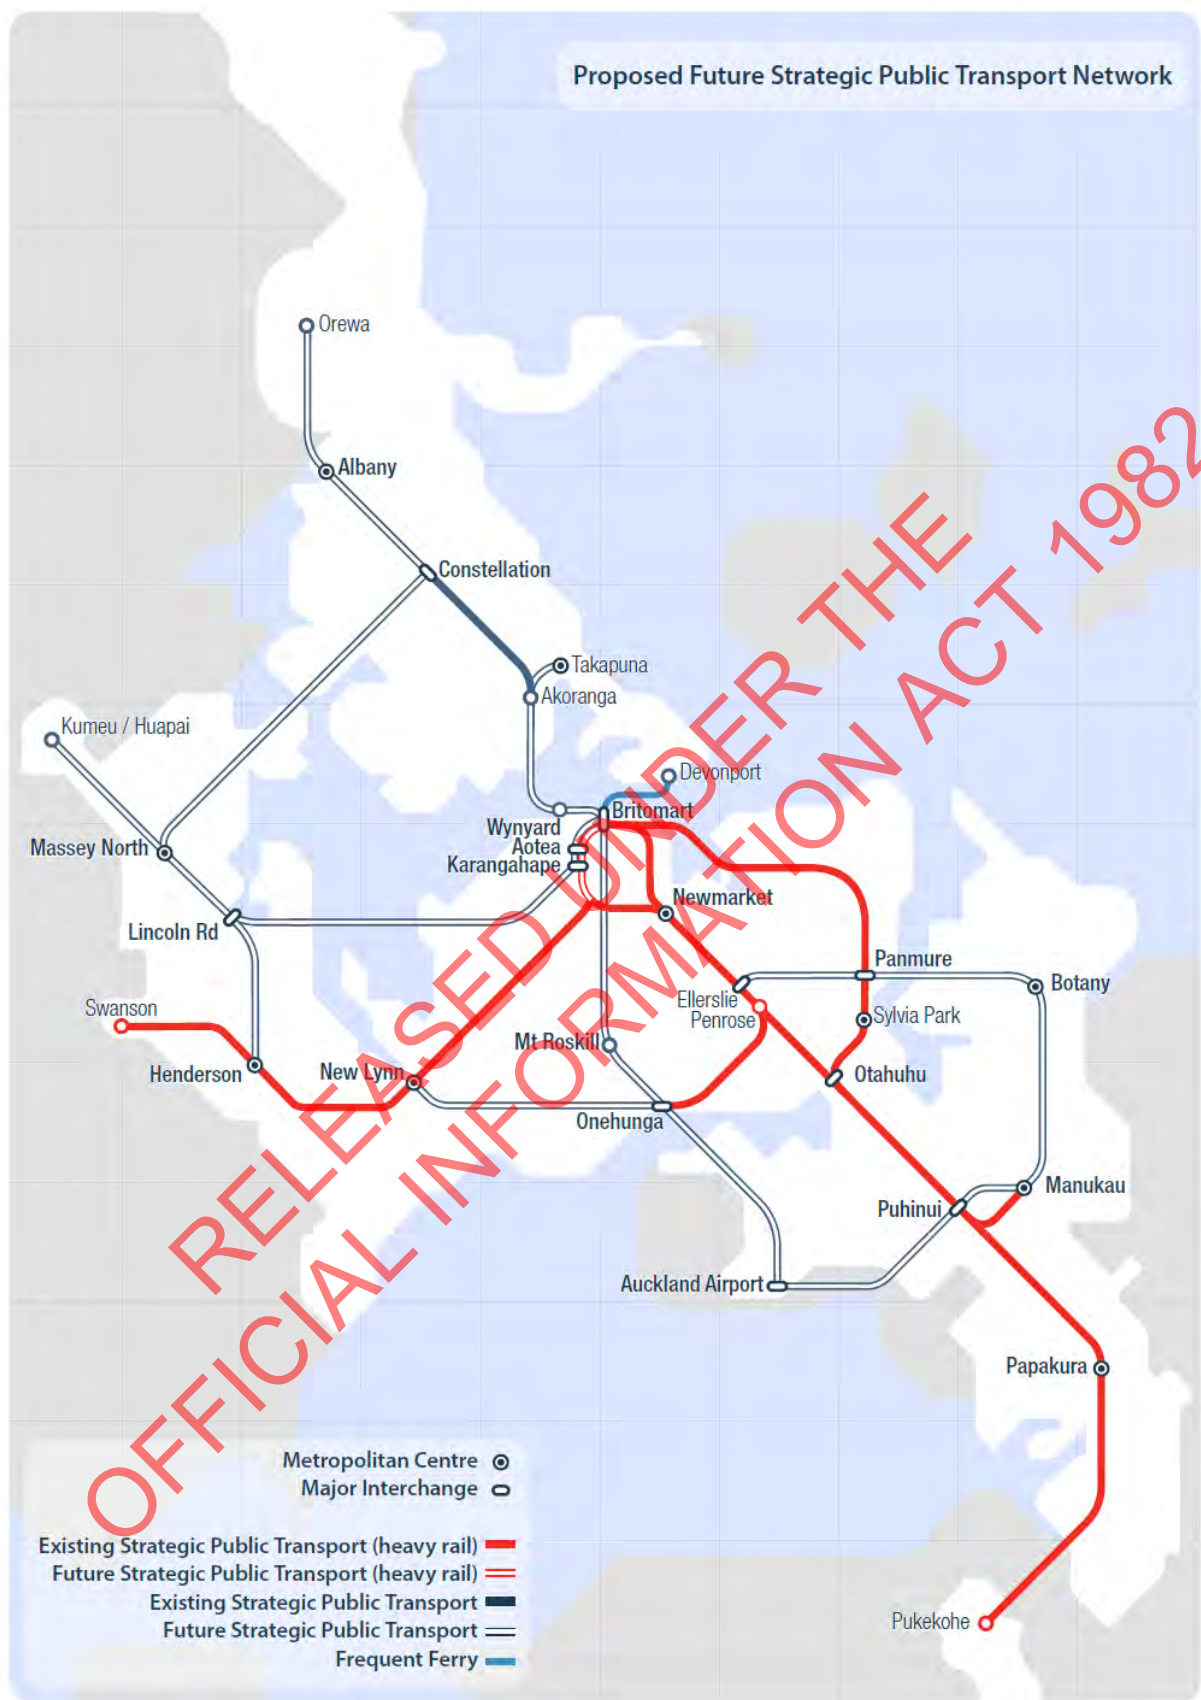 Proposed Future Strategic Public Transport Network
Orewa
Albany
Constellation
Takapuna
Akoranga
Kumeu / Huapai
Devonport
Britomart
Wynyard
Aotea
Karangahape
Massey North
Newmarket
Lincoln Rd
Panmure
Botany
Ellerslie
Penrose
Sylvia Park
Swanson
Mt Roskill
Henderson
New Lynn
Otahuhu
Onehunga
Manukau
Puhinui
Auckland Airport
Papakura
Pukekohe
Metropolitan Centre
Major Interchange
Existing Strategic Public Transport (heavy rail)
Future Strategic Public Transport (heavy rail)
Existing Strategic Public Transport
Future Strategic Public Transport
Frequent Ferry
RELEASED UNDER THE
OFFICIAL INFORMATION ACT 1982